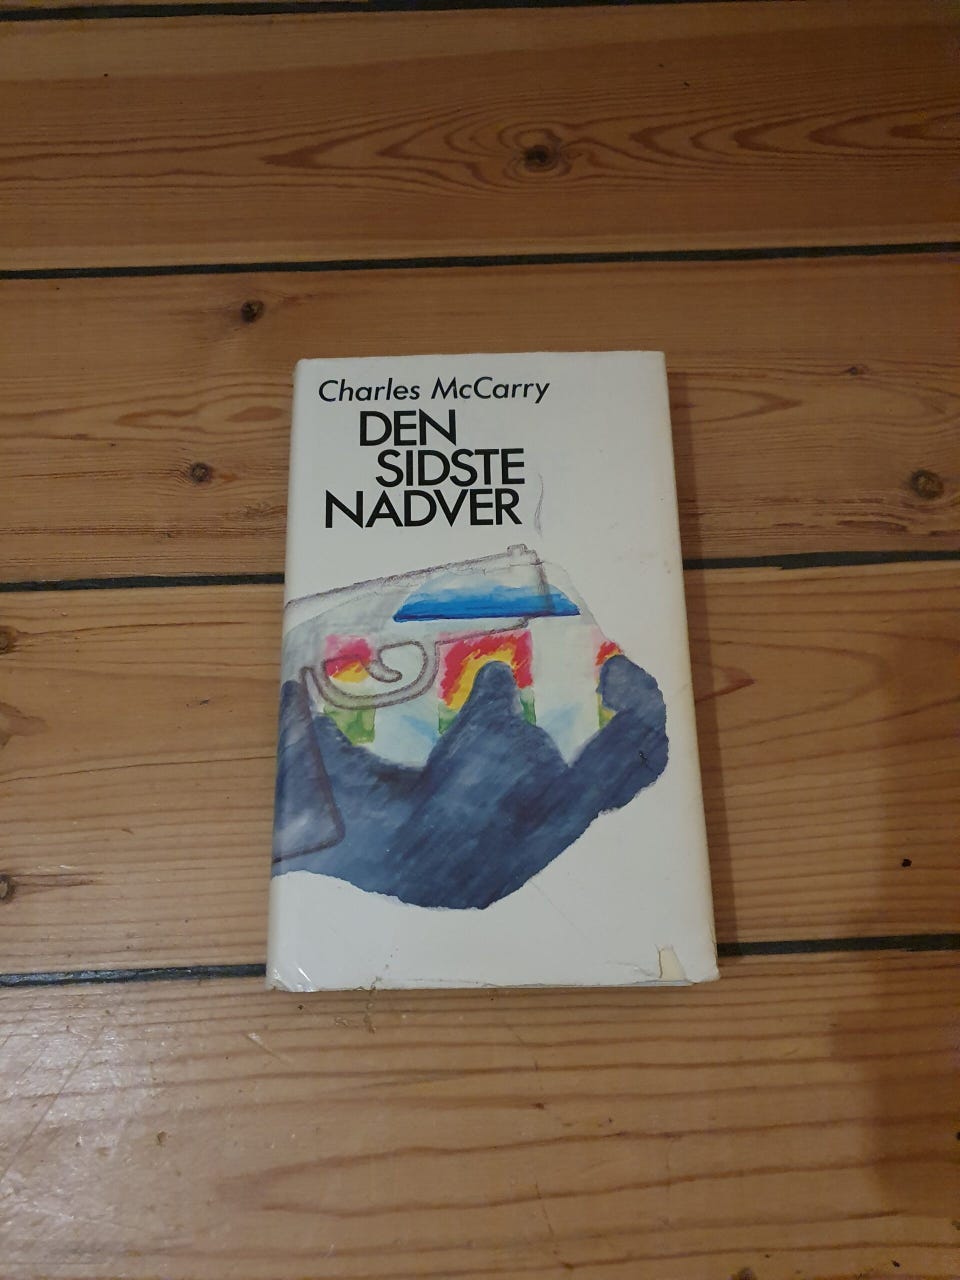 Charles McCarry
DEN
SIDSTE
NADVER